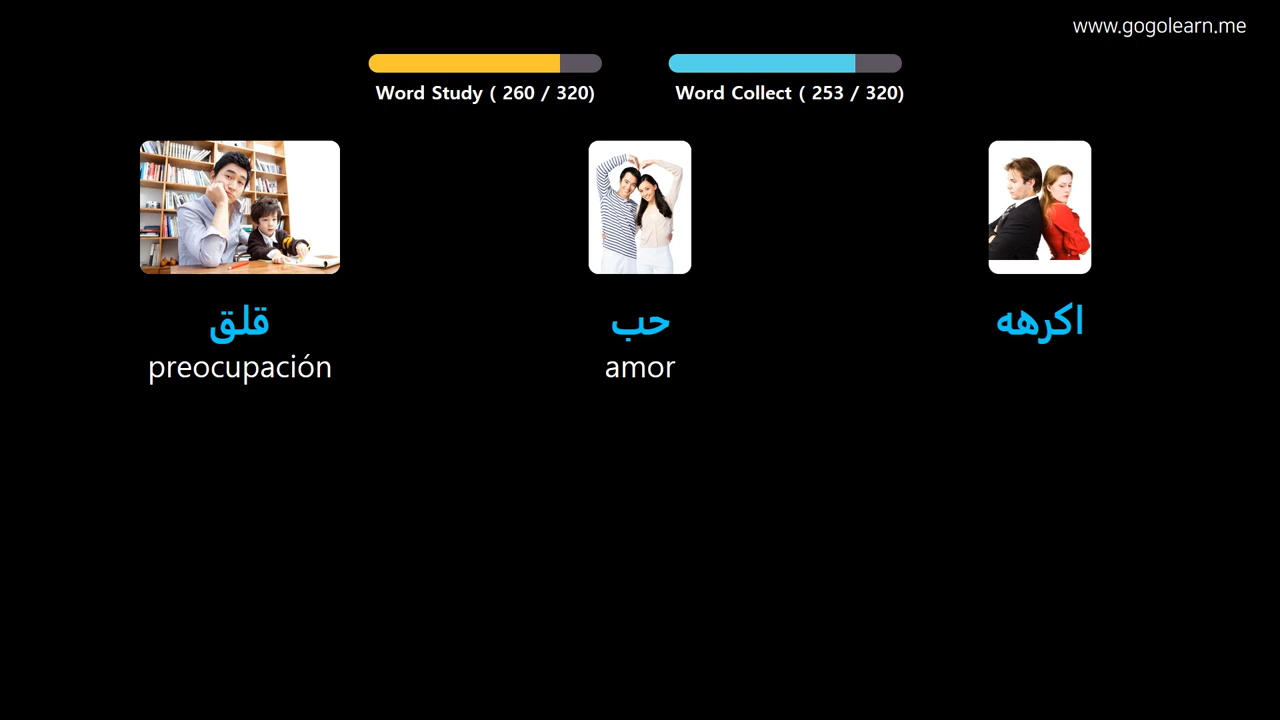 www.gogolearn.me
Word Study ( 260 / 320)
Word Collect ( 253 / 320)
قلق
حب
اكرهه
preocupación
amor